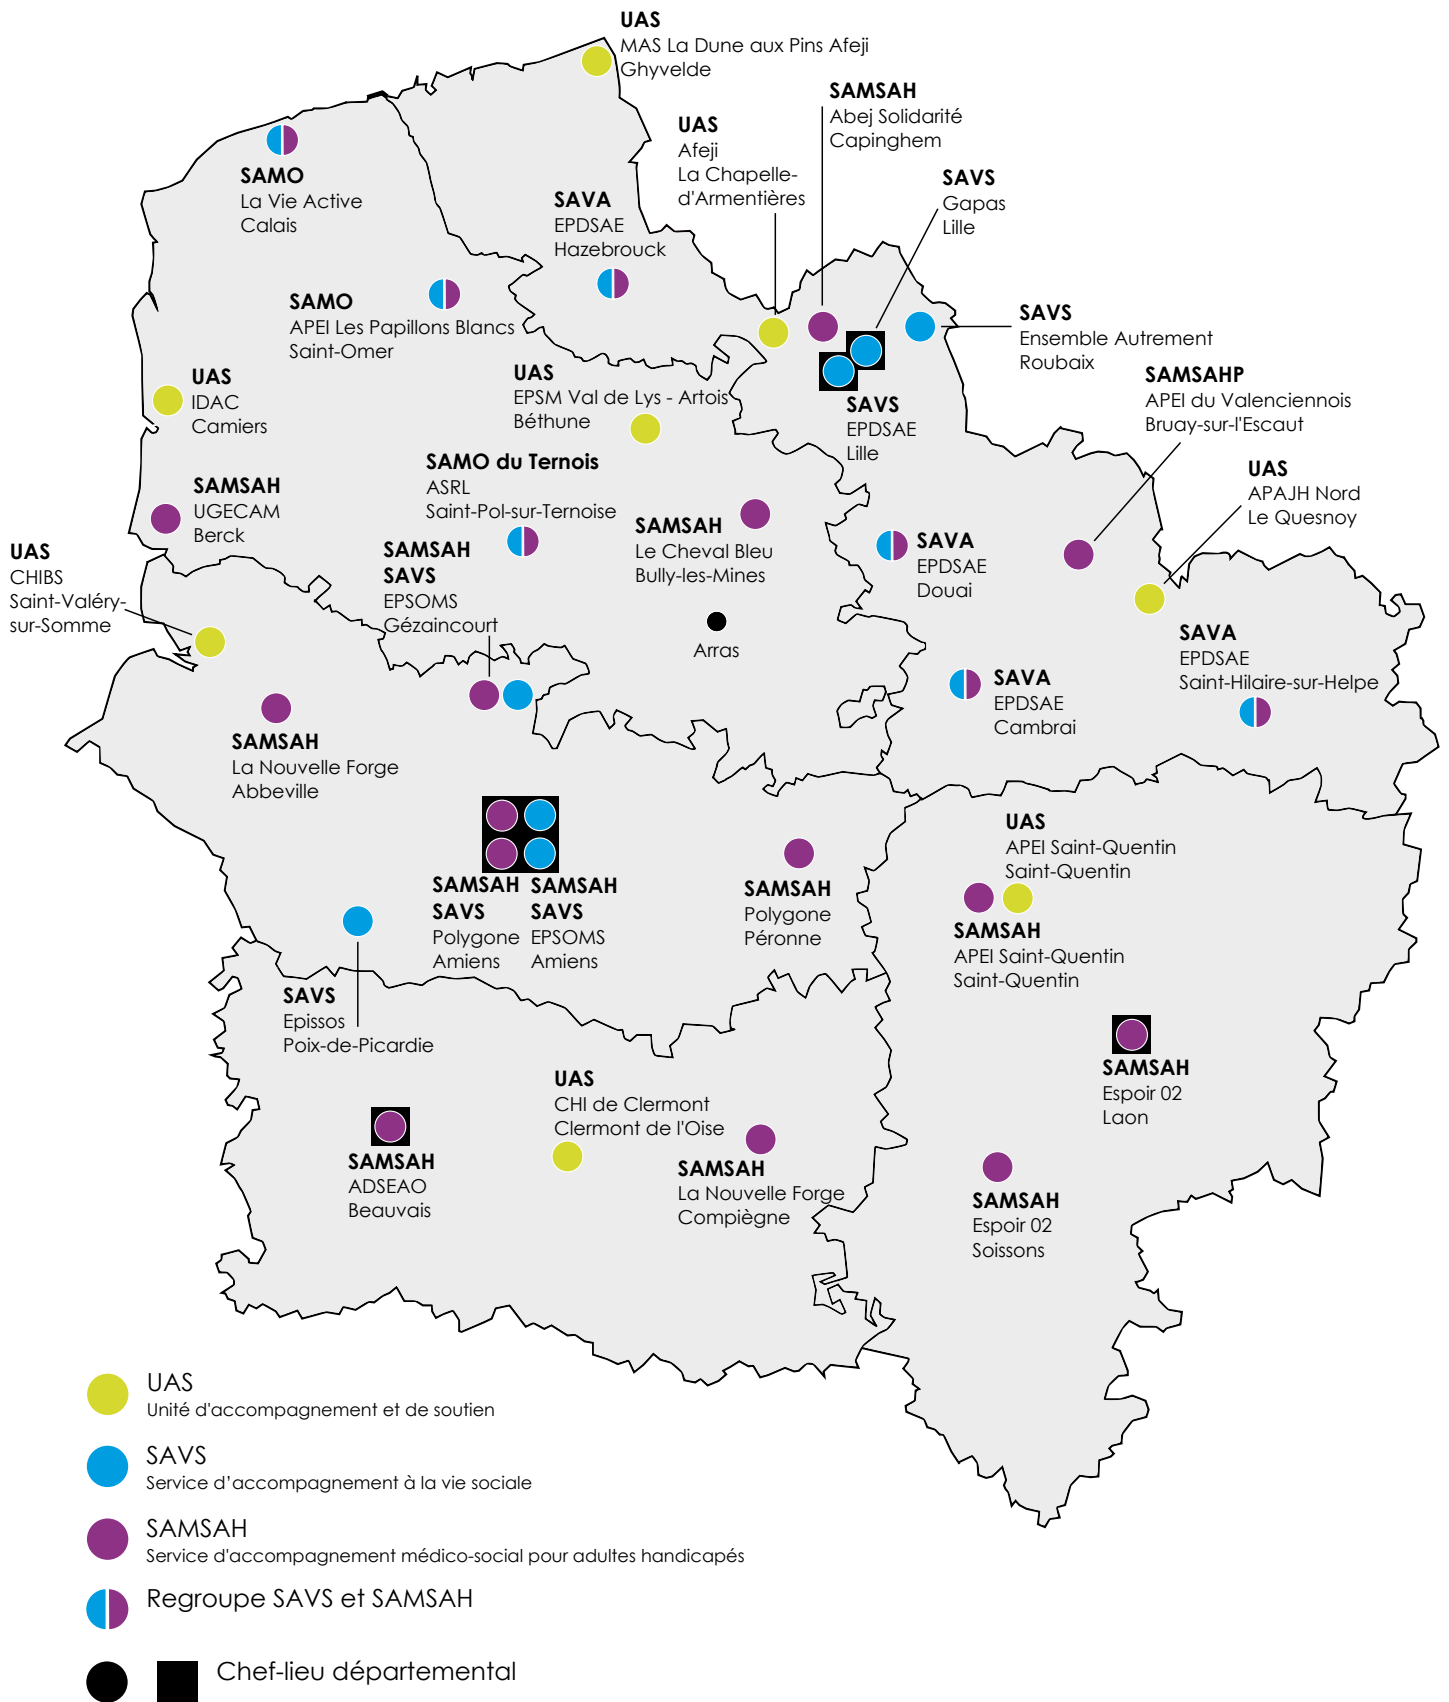 UAS
MAS La Dune aux Pins Afeji
Ghyvelde
SAMSAH
Abej Solidarité
Capinghem
UAS
Afeji
La Chapelle-
d'Armentières
SAMO
La Vie Active
Calais
SAVA
EPDSAE
Hazebrouck
SAVS
Gapas
Lille
SAMO
APEI Les Papillons Blancs
Saint-Omer
SAVS
Ensemble Autrement
Roubaix
UAS
IDAC
Camiers
UAS
EPSM Val de Lys - Artois
Béthune
SAVS
EPDSAE
Lille
SAMSAHP
APEI du Valenciennois
Bruay-sur-l'Escaut
SAMO du Ternois
ASRL
Saint-Pol-sur-Ternoise
UAS
APAJH Nord
Le Quesnoy
SAMSAH
UGECAM
Berck
SAMSAH
Le Cheval Bleu
Bully-les-Mines
UAS
CHIBS
Saint-Valéry-
sur-Somme
SAMSAH
SAVS
EPSOMS
Gézaincourt
SAVA
EPDSAE
Douai
Arras
SAVA
EPDSAE
Saint-Hilaire-sur-Helpe
SAVA
EPDSAE
Cambrai
SAMSAH
La Nouvelle Forge
Abbeville
UAS
APEI Saint-Quentin
Saint-Quentin
SAMSAH
SAVS
Polygone
Amiens
SAMSAH
SAVS
EPSOMS
Amiens
SAMSAH
Polygone
Péronne
SAMSAH
APEI Saint-Quentin
Saint-Quentin
SAVS
Epissos
Poix-de-Picardie
SAMSAH
Espoir 02
Laon
UAS
CHI de Clermont
Clermont de l'Oise
SAMSAH
ADSEAO
Beauvais
SAMSAH
La Nouvelle Forge
Compiègne
SAMSAH
Espoir 02
Soissons
UAS
Unité d'accompagnement et de soutien
SAVS
Service d'accompagnement à la vie sociale
SAMSAH
Service d'accompagnement médico-social pour adultes handicapés
Regroupe SAVS et SAMSAH
Chef-lieu départemental